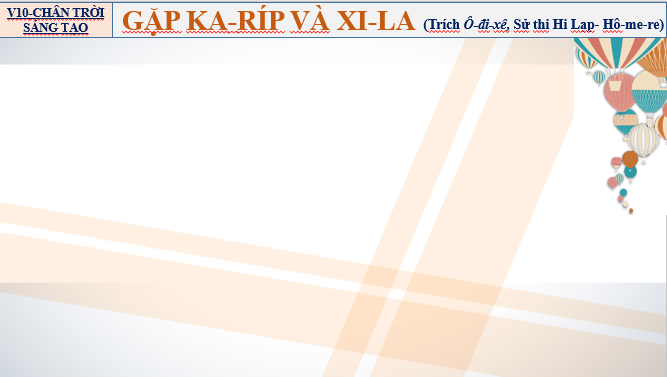 V10-CHÂN TRỜI
SÁNG TẠO
GẶP KA-RÍP VÀ XI-LA (Trích Ô-đi-xê, Sử thi Hi Lạp- Hô-me-re)